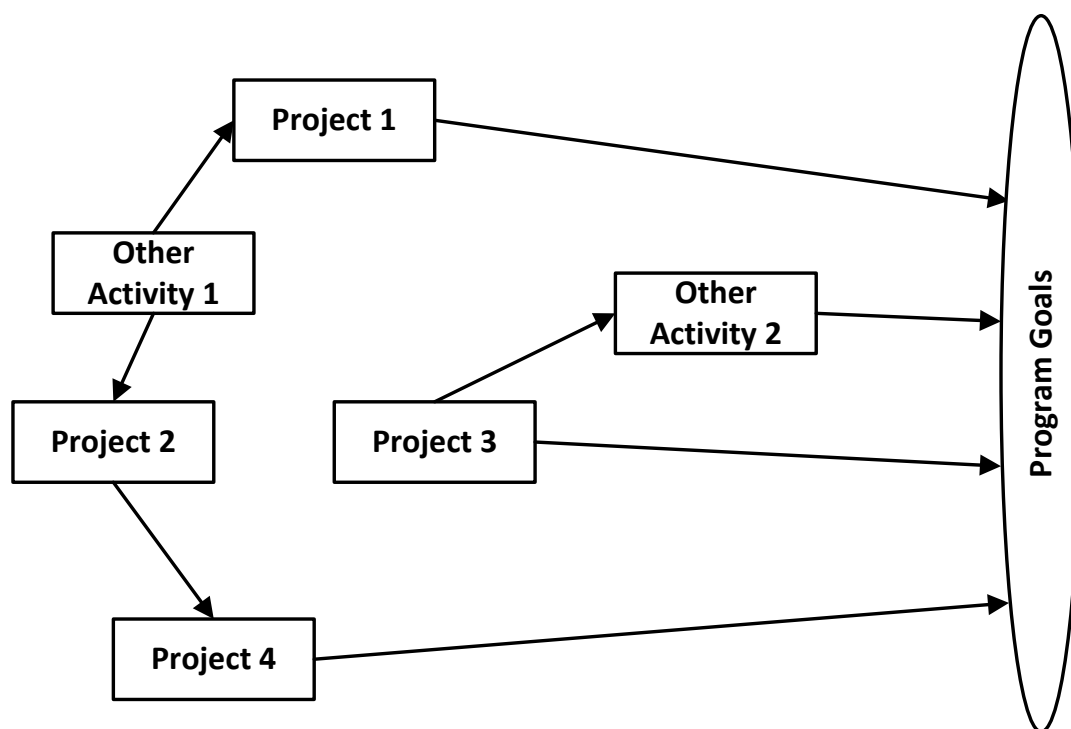 Project 1
Other
Activity 1
Other
Activity 2
Project 2
Project 3
Project 4
Program Goals